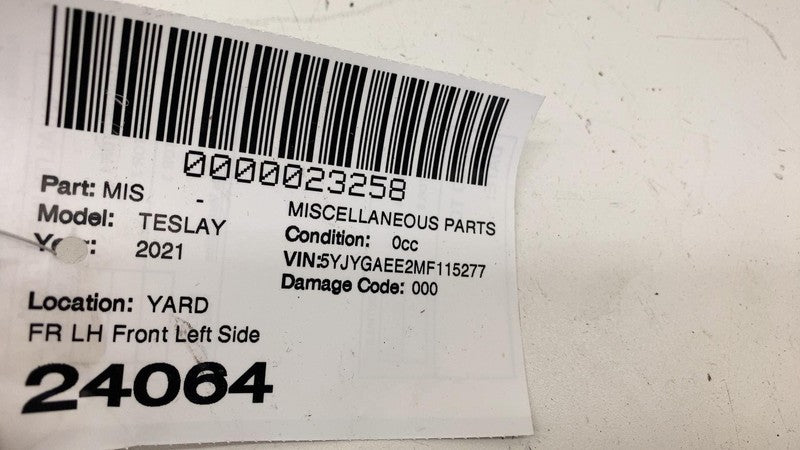 0000023258
Part: MIS -
MISCELLANEOUS PARTS
Model: TESLAY
Condition: 0cc
Year: 2021
VIN:5YJYGAEE2MF115277
Damage Code: 000
Location: YARD
FR LH Front Left Side
24064